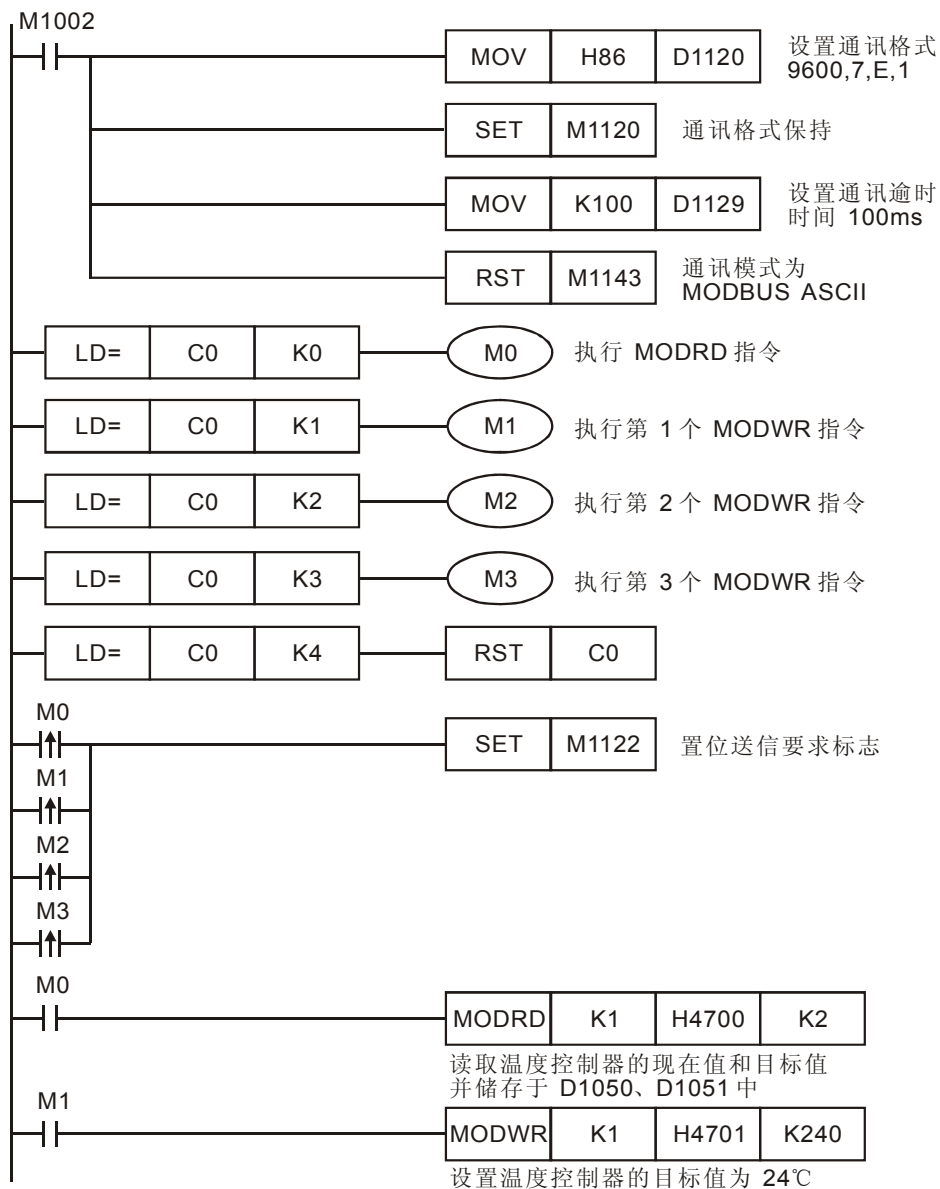 M1002
MOV H86 D1120 设置通讯格式
9600,7,E,1
SET M1120 通讯格式保持
MOV K100 D1129 设置通讯逾时
时间 100ms
RST M1143 通讯模式为
MODBUS ASCII
LD= C0 K0 M0 执行 MODRD 指令
LD= C0 K1 M1 执行第 1 个 MODWR 指令
LD= C0 K2 M2 执行第 2 个 MODWR 指令
LD= C0 K3 M3 执行第 3 个 MODWR 指令
LD= C0 K4 RST C0
M0
SET M1122 置位送信要求标志
M1
M2
M3
M0
MODRD K1 H4700 K2
读取温度控制器的现在值和目标值
并储存于 D1050、D1051 中
M1
MODWR K1 H4701 K240
设置温度控制器的目标值为 24℃